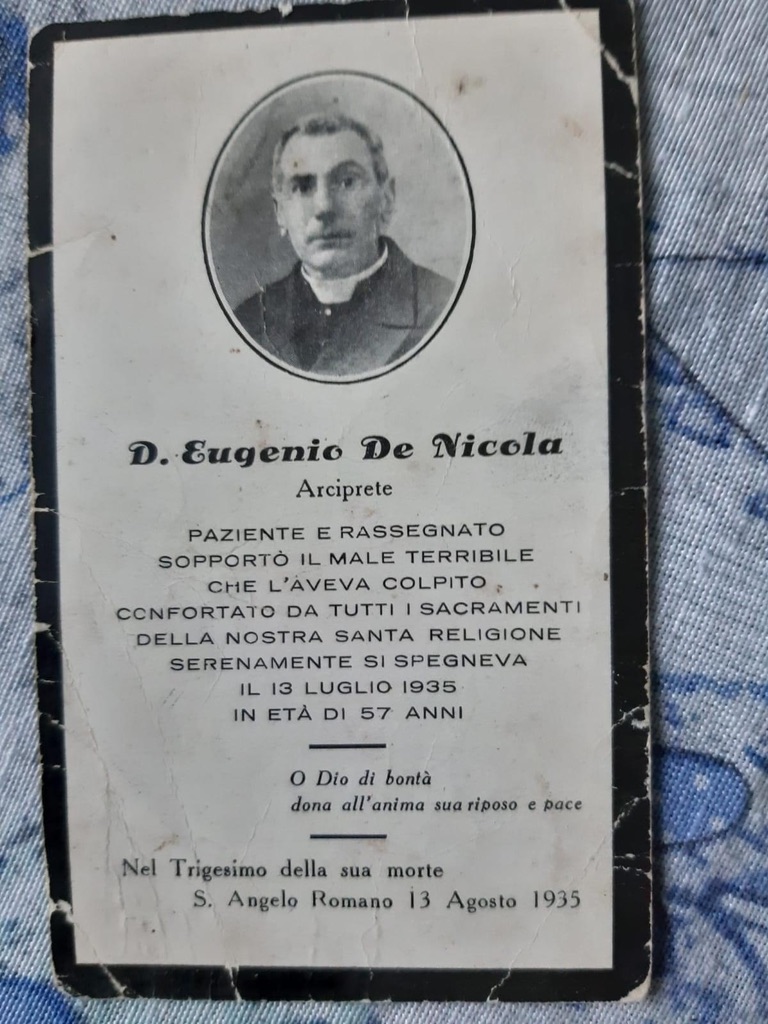 D. Eugenio De Nicola
Arciprete
PAZIENTE E RASSEGNATO
SOPPORTÒ IL MALE TERRIBILE
CHE L'AVEVA COLPITO
CONFORTATO DA TUTTI I SACRAMENTI
DELLA NOSTRA SANTA RELIGIONE
SERENAMENTE SI SPEGNEVA
IL 13 LUGLIO 1935
IN ETÀ DI 57 ANNI
O Dio di bontà
dona all'anima sua riposo e pace
Nel Trigesimo della sua morte
S. Angelo Romano 13 Agosto 1935